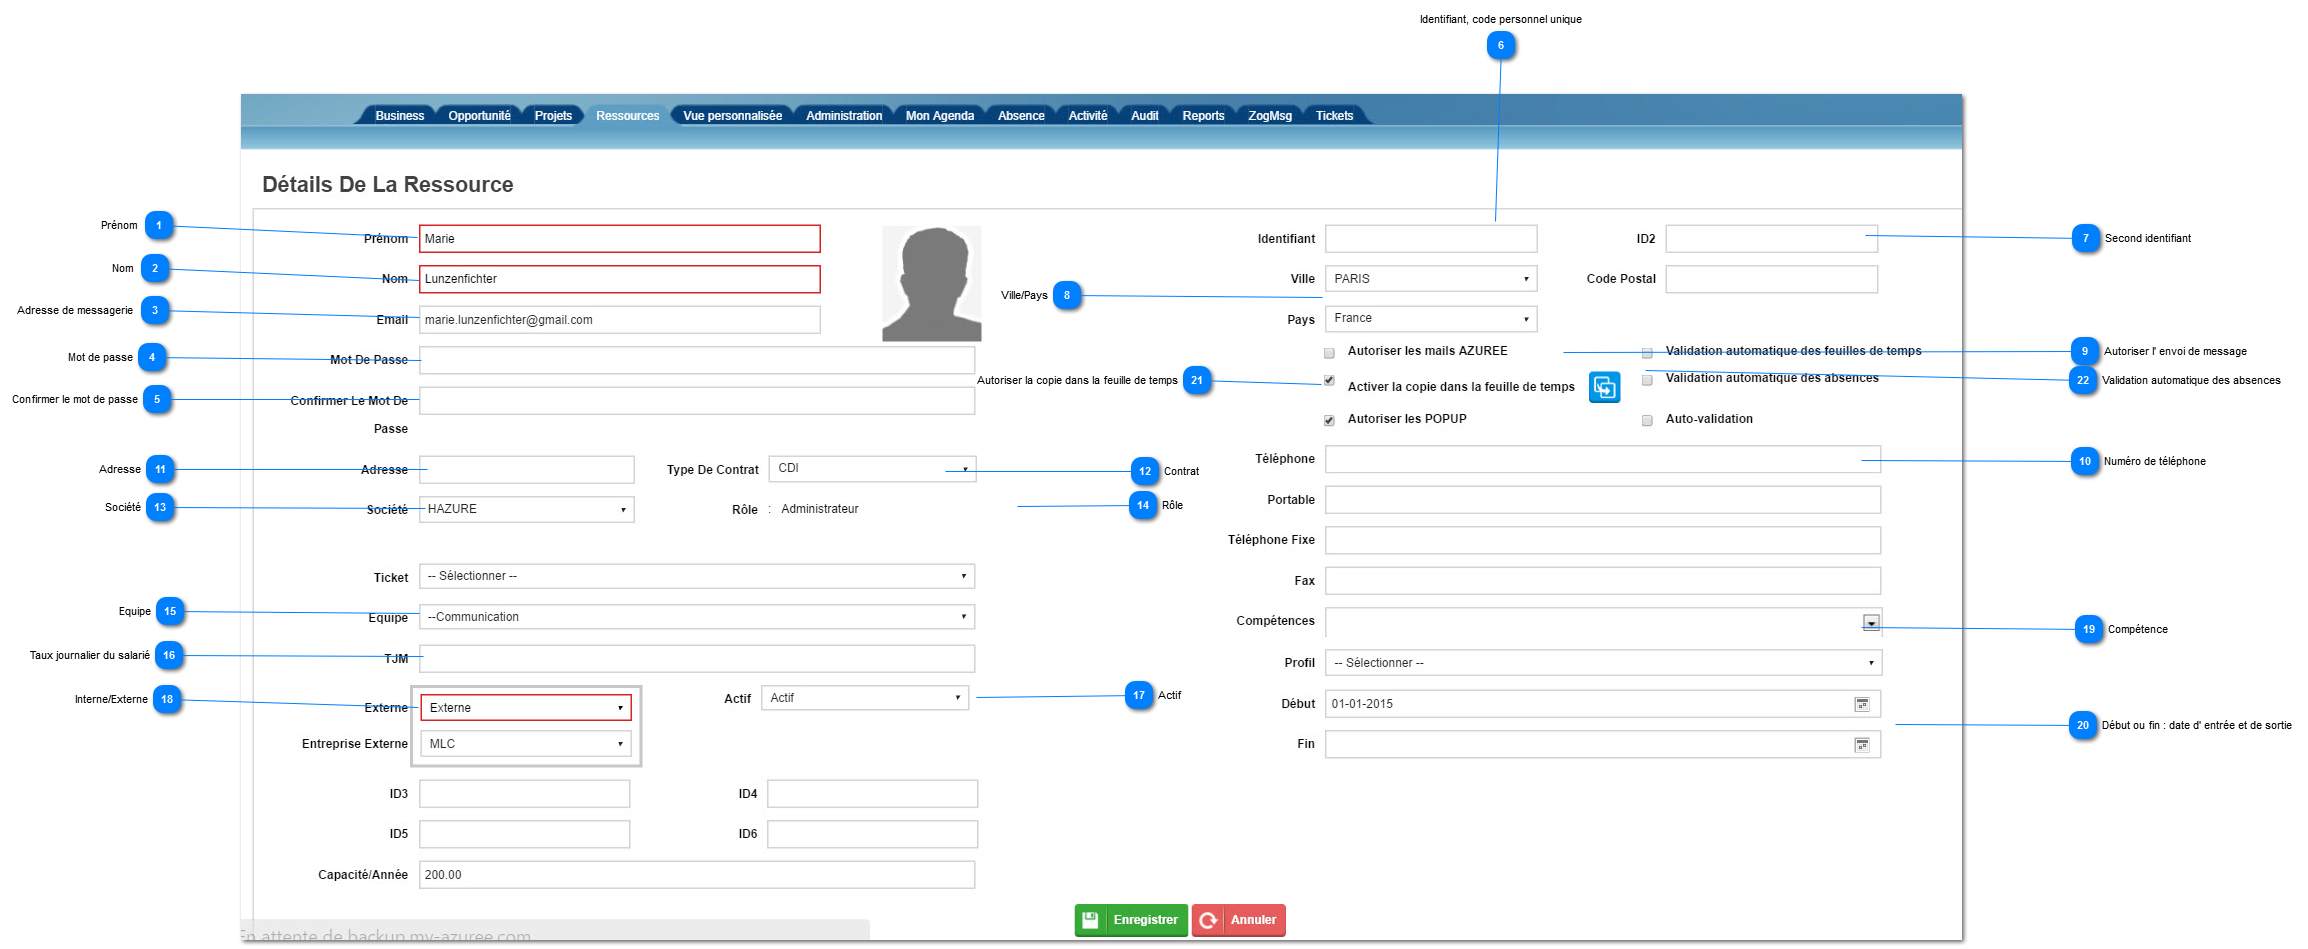 Identifiant, code personnel unique
6
Business Opportunité Projets Ressources Vue personnalisée Administration Mon Agenda Absence Activité Audit Reports ZogMsg Tickets
Détails De La Ressource
Prénom 1 Prénom Marie
Identifiant ID2 7 Second identifiant
Nom 2 Nom Lunzenfichter
Ville PARIS Code Postal
Ville/Pays 8
Adresse de messagerie 3 Email marie.lunzenfichter@gmail.com
Pays France
Mot de passe 4 Mot De Passe
Autoriser les mails AZUREE Validation automatique des feuilles de temps 9 Autoriser l' envoi de message
Autoriser la copie dans la feuille de temps 21 Activer la copie dans la feuille de temps Validation automatique des absences 22 Validation automatique des absences
Confirmer le mot de passe 5 Confirmer Le Mot De
Passe
Autoriser les POPUP Auto-validation
Adresse 11 Adresse Type De Contrat CDI 12 Contrat
Téléphone 10 Numéro de téléphone
Société 13 Société HAZURE Rôle : Administrateur 14 Rôle
Portable
Téléphone Fixe
Ticket -- Sélectionner --
Fax
Equipe 15 Equipe --Communication
Compétences 19 Compétence
Taux journalier du salarié 16 TJM
Profil -- Sélectionner --
Interne/Externe 18 Externe Externe Actif Actif 17 Actif
Début 01-01-2015
20 Début ou fin : date d' entrée et de sortie
Entreprise Externe MLC
Fin
ID3 ID4
ID5 ID6
Capacité/Année 200.00
Enregistrer Annuler
En attente de backup.my-azuree.com